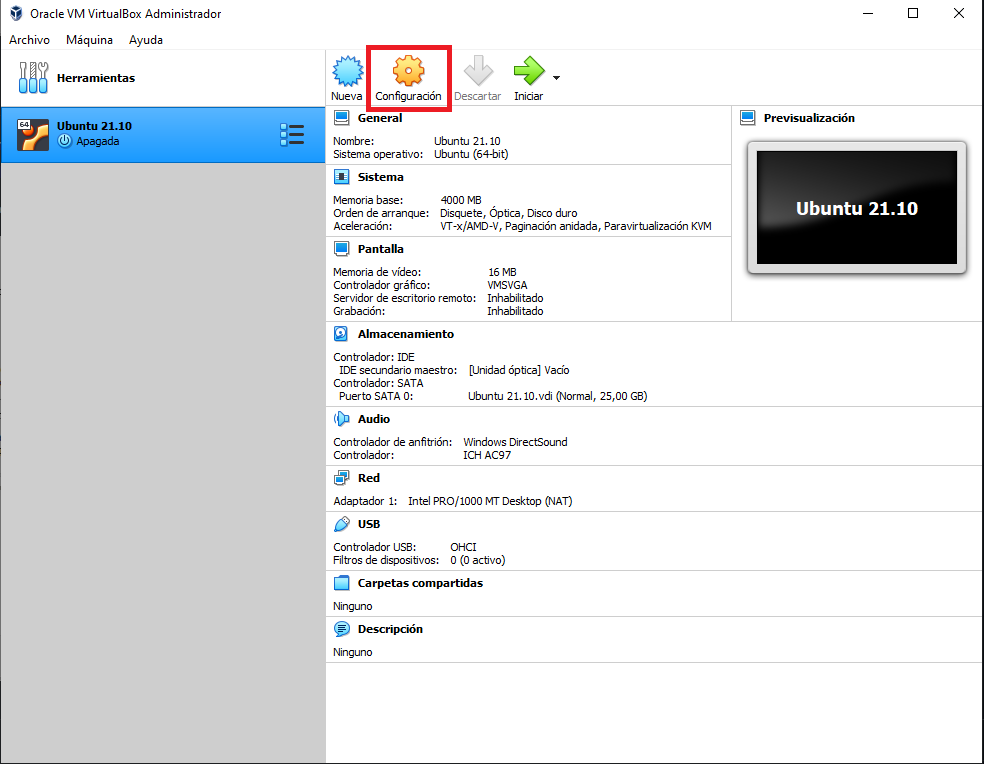 Oracle VM VirtualBox Administrador
Archivo Máquina Ayuda
Herramientas
Nueva Configuración Descartar Iniciar
64
Ubuntu 21.10
Apagada
General
Nombre: Ubuntu 21.10
Sistema operativo: Ubuntu (64-bit)
Previsualización
Ubuntu 21.10
Sistema
Memoria base: 4000 MB
Orden de arranque: Disquete, Óptica, Disco duro
Aceleración: VT-x/AMD-V, Paginación anidada, Paravirtualización KVM
Pantalla
Memoria de vídeo: 16 MB
Controlador gráfico: VMSVGA
Servidor de escritorio remoto: Inhabilitado
Grabación: Inhabilitado
Almacenamiento
Controlador: IDE
IDE secundario maestro: [Unidad óptica] Vacío
Controlador: SATA
Puerto SATA 0: Ubuntu 21.10.vdi (Normal, 25,00 GB)
Audio
Controlador de anfitrión: Windows DirectSound
Controlador: ICH AC97
Red
Adaptador 1: Intel PRO/1000 MT Desktop (NAT)
USB
Controlador USB: OHCI
Filtros de dispositivos: 0 (0 activo)
Carpetas compartidas
Ninguno
Descripción
Ninguno